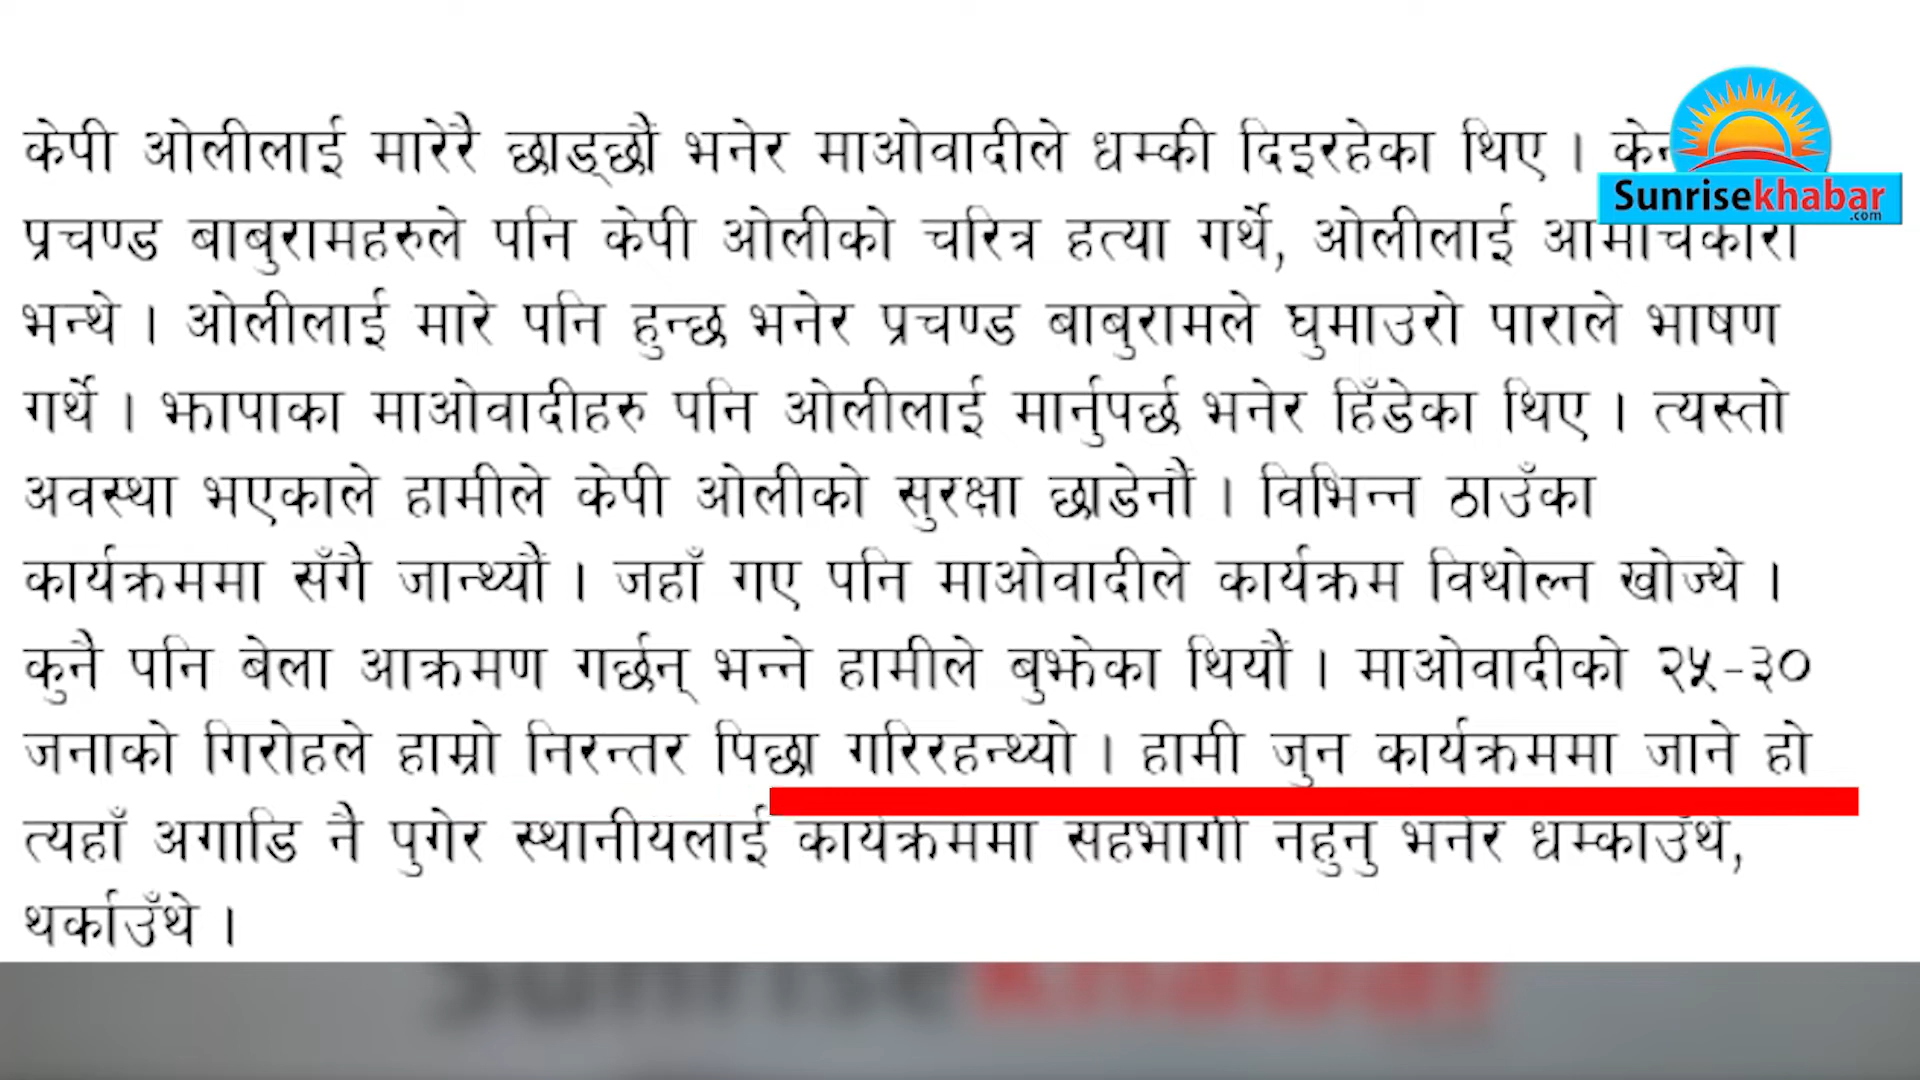 केपी ओलीलाई मारेरै छाड्छौं भनेर माओवादीले धम्की दिइरहेका थिए ।
Sunrisekhabar
.com
प्रचण्ड बाबुरामहरुले पनि केपी ओलीको चरित्र हत्या गर्थे, ओलीलाई
भन्थे । ओलीलाई मारे पनि हुन्छ भनेर प्रचण्ड बाबुरामले घुमाउरो पाराले भाषण
गर्थे । झापाका माओवादीहरु पनि ओलीलाई मार्नुपर्छ भनेर हिँडेका थिए । त्यस्तो
अवस्था भएकाले हामीले केपी ओलीको सुरक्षा छाडेनौं । विभिन्न ठाउँका
कार्यक्रममा सँगै जान्थ्यौं । जहाँ गए पनि माओवादीले कार्यक्रम विथोल्न खोज्थे ।
कुनै पनि बेला आक्रमण गर्छन् भन्ने हामीले बुझेका थियौं । माओवादीको २५-३०
जनाको गिरोहले हाम्रो निरन्तर पिछा गरिरहन्थ्यो । हामी जुन कार्यक्रममा जाने हो
त्यहाँ अगाडि नै पुगेर स्थानीयलाई कार्यक्रममा सहभागी नहुनु भनेर धम्काउँथे,
थर्काउँथे ।